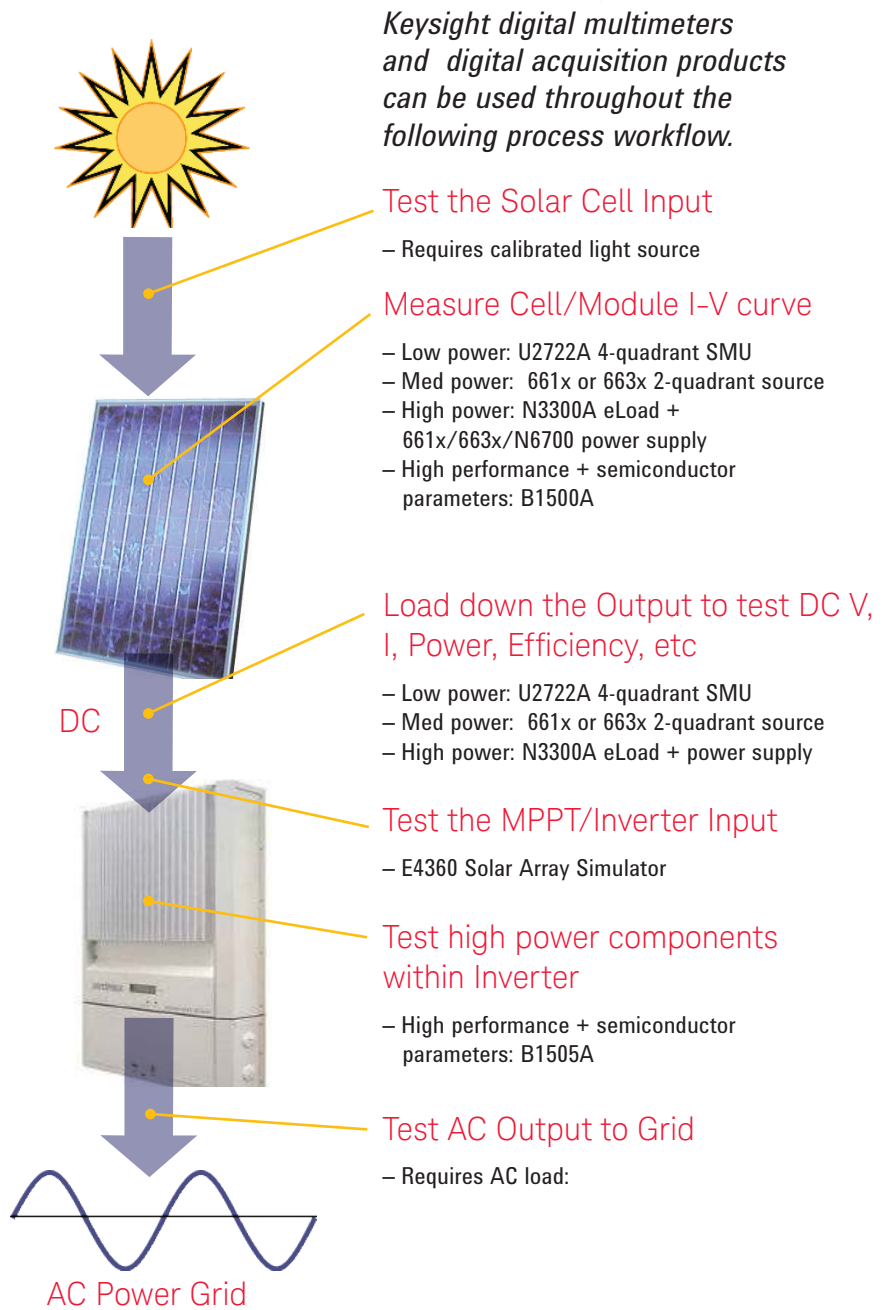 Keysight digital multimeters
and digital acquisition products
can be used throughout the
following process workflow.
Test the Solar Cell Input
– Requires calibrated light source
Measure Cell/Module I-V curve
– Low power: U2722A 4-quadrant SMU
– Med power: 661x or 663x 2-quadrant source
– High power: N3300A eLoad +
661x/663x/N6700 power supply
– High performance + semiconductor
parameters: B1500A
Load down the Output to test DC V,
I, Power, Efficiency, etc
– Low power: U2722A 4-quadrant SMU
– Med power: 661x or 663x 2-quadrant source
– High power: N3300A eLoad + power supply
DC
Test the MPPT/Inverter Input
– E4360 Solar Array Simulator
Test high power components
within Inverter
– High performance + semiconductor
parameters: B1505A
Test AC Output to Grid
– Requires AC load:
AC Power Grid